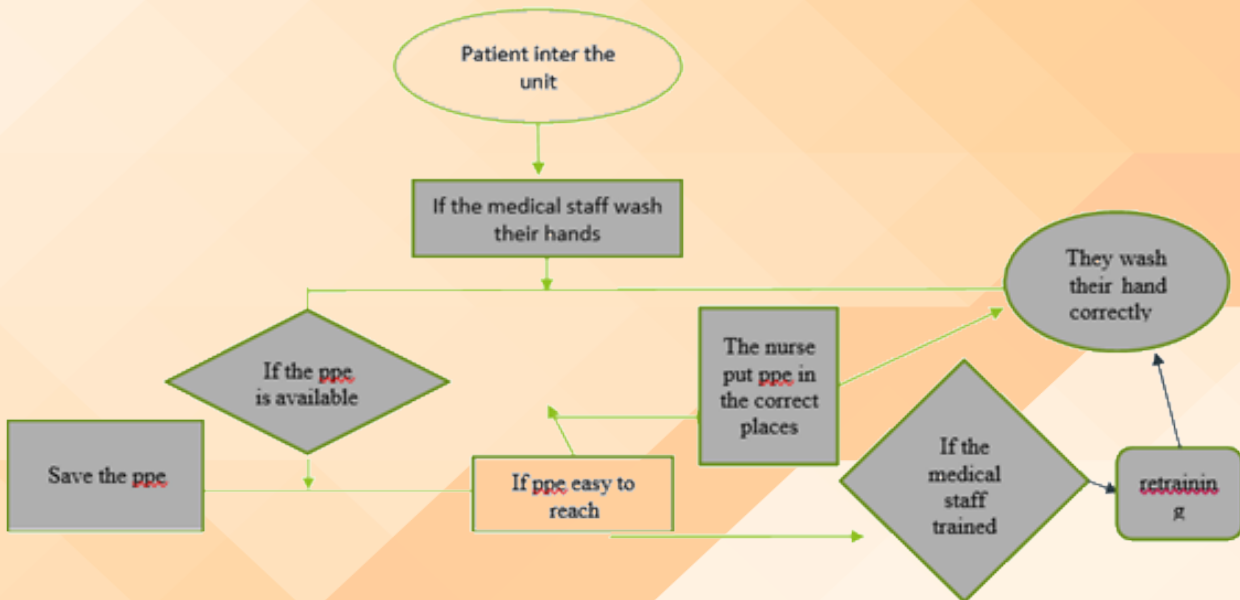 Patient inter the
unit
If the medical staff wash
their hands
They wash
their hand
correctly
If the ppe
is available
The nurse
put ppe in
the correct
places
Save the ppe
If ppe easy to
reach
If the
medical
staff
trained
retrainin
g